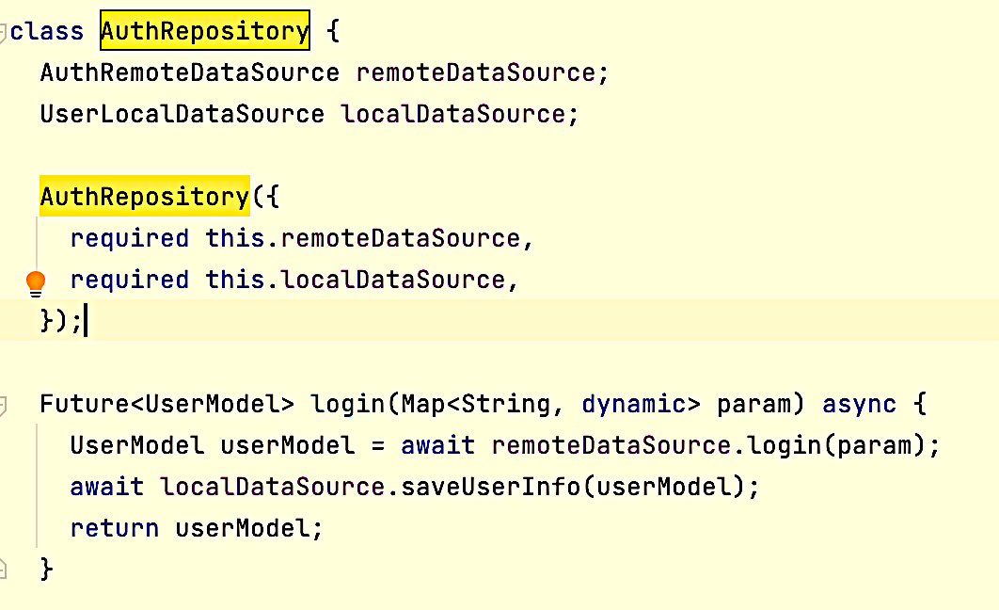 class AuthRepository {
AuthRemoteDataSource remoteDataSource;
UserLocalDataSource localDataSource;
AuthRepository({
required this.remoteDataSource,
required this.localDataSource,
});
Future<UserModel> login(Map<String, dynamic> param) async {
UserModel userModel = await remoteDataSource.login(param);
await localDataSource.saveUserInfo(userModel);
return userModel;
}